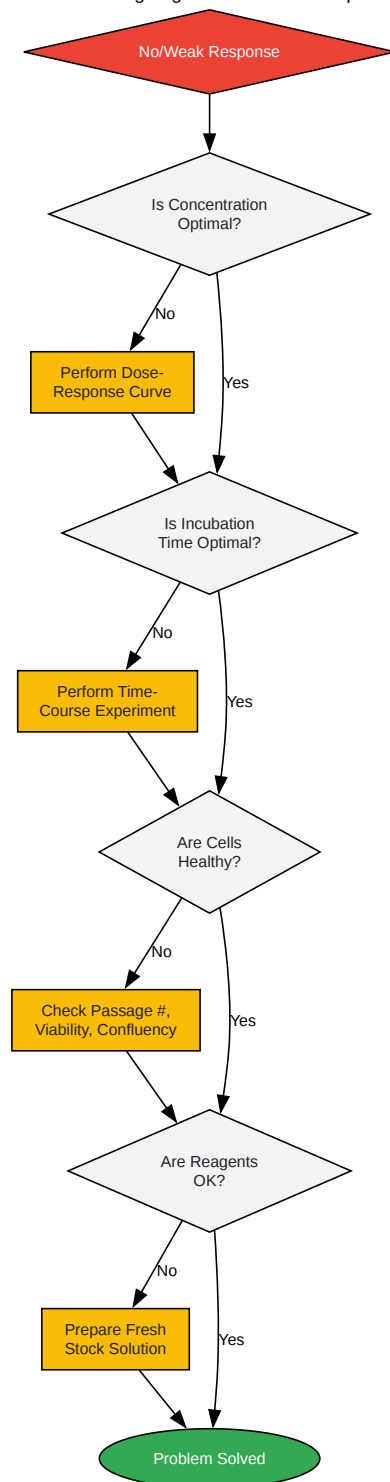 No/Weak Response
Is Concentration
Optimal?
No
Perform Dose-
Response Curve
Yes
Is Incubation
Time Optimal?
No
Perform Time-
Course Experiment
Yes
Are Cells
Healthy?
No
Check Passage #,
Viability, Confluency
Yes
Are Reagents
OK?
No
Prepare Fresh
Stock Solution
Yes
Problem Solved